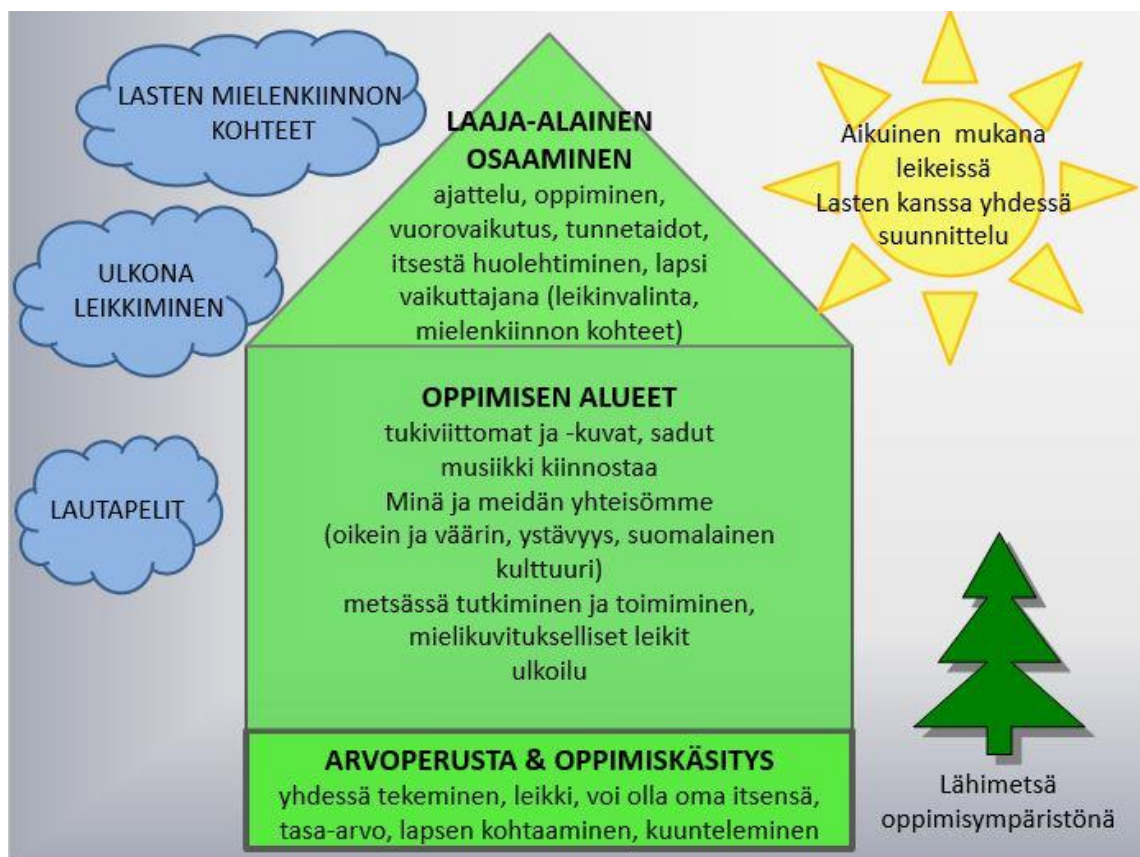 LASTEN MIELENKIINNON
KOHTEET
ULKONA
LEIKKIMINEN
LAUTAPELIT
LAAJA-ALAINEN
OSAAMINEN
ajattelu, oppiminen,
vuorovaikutus, tunnetaidot,
itsestä huolehtiminen, lapsi
vaikuttajana (leikinvalinta,
mielenkiinnon kohteet)
OPPIMISEN ALUEET
tukiviittomat ja -kuvat, sadut
musiikki kiinnostaa
Minä ja meidän yhteisömme
(oikein ja väärin, ystävyys, suomalainen
kulttuuri)
metsässä tutkiminen ja toimiminen,
mielikuvitukselliset leikit
ulkoilu
ARVOPERUSTA & OPPIMISKÄSITYS
yhdessä tekeminen, leikki, voi olla oma itsensä,
tasa-arvo, lapsen kohtaaminen, kuunteleminen
Aikuinen mukana
leikeissä
Lasten kanssa yhdessä
suunnittelu
Lähimetsä
oppimisympäristönä